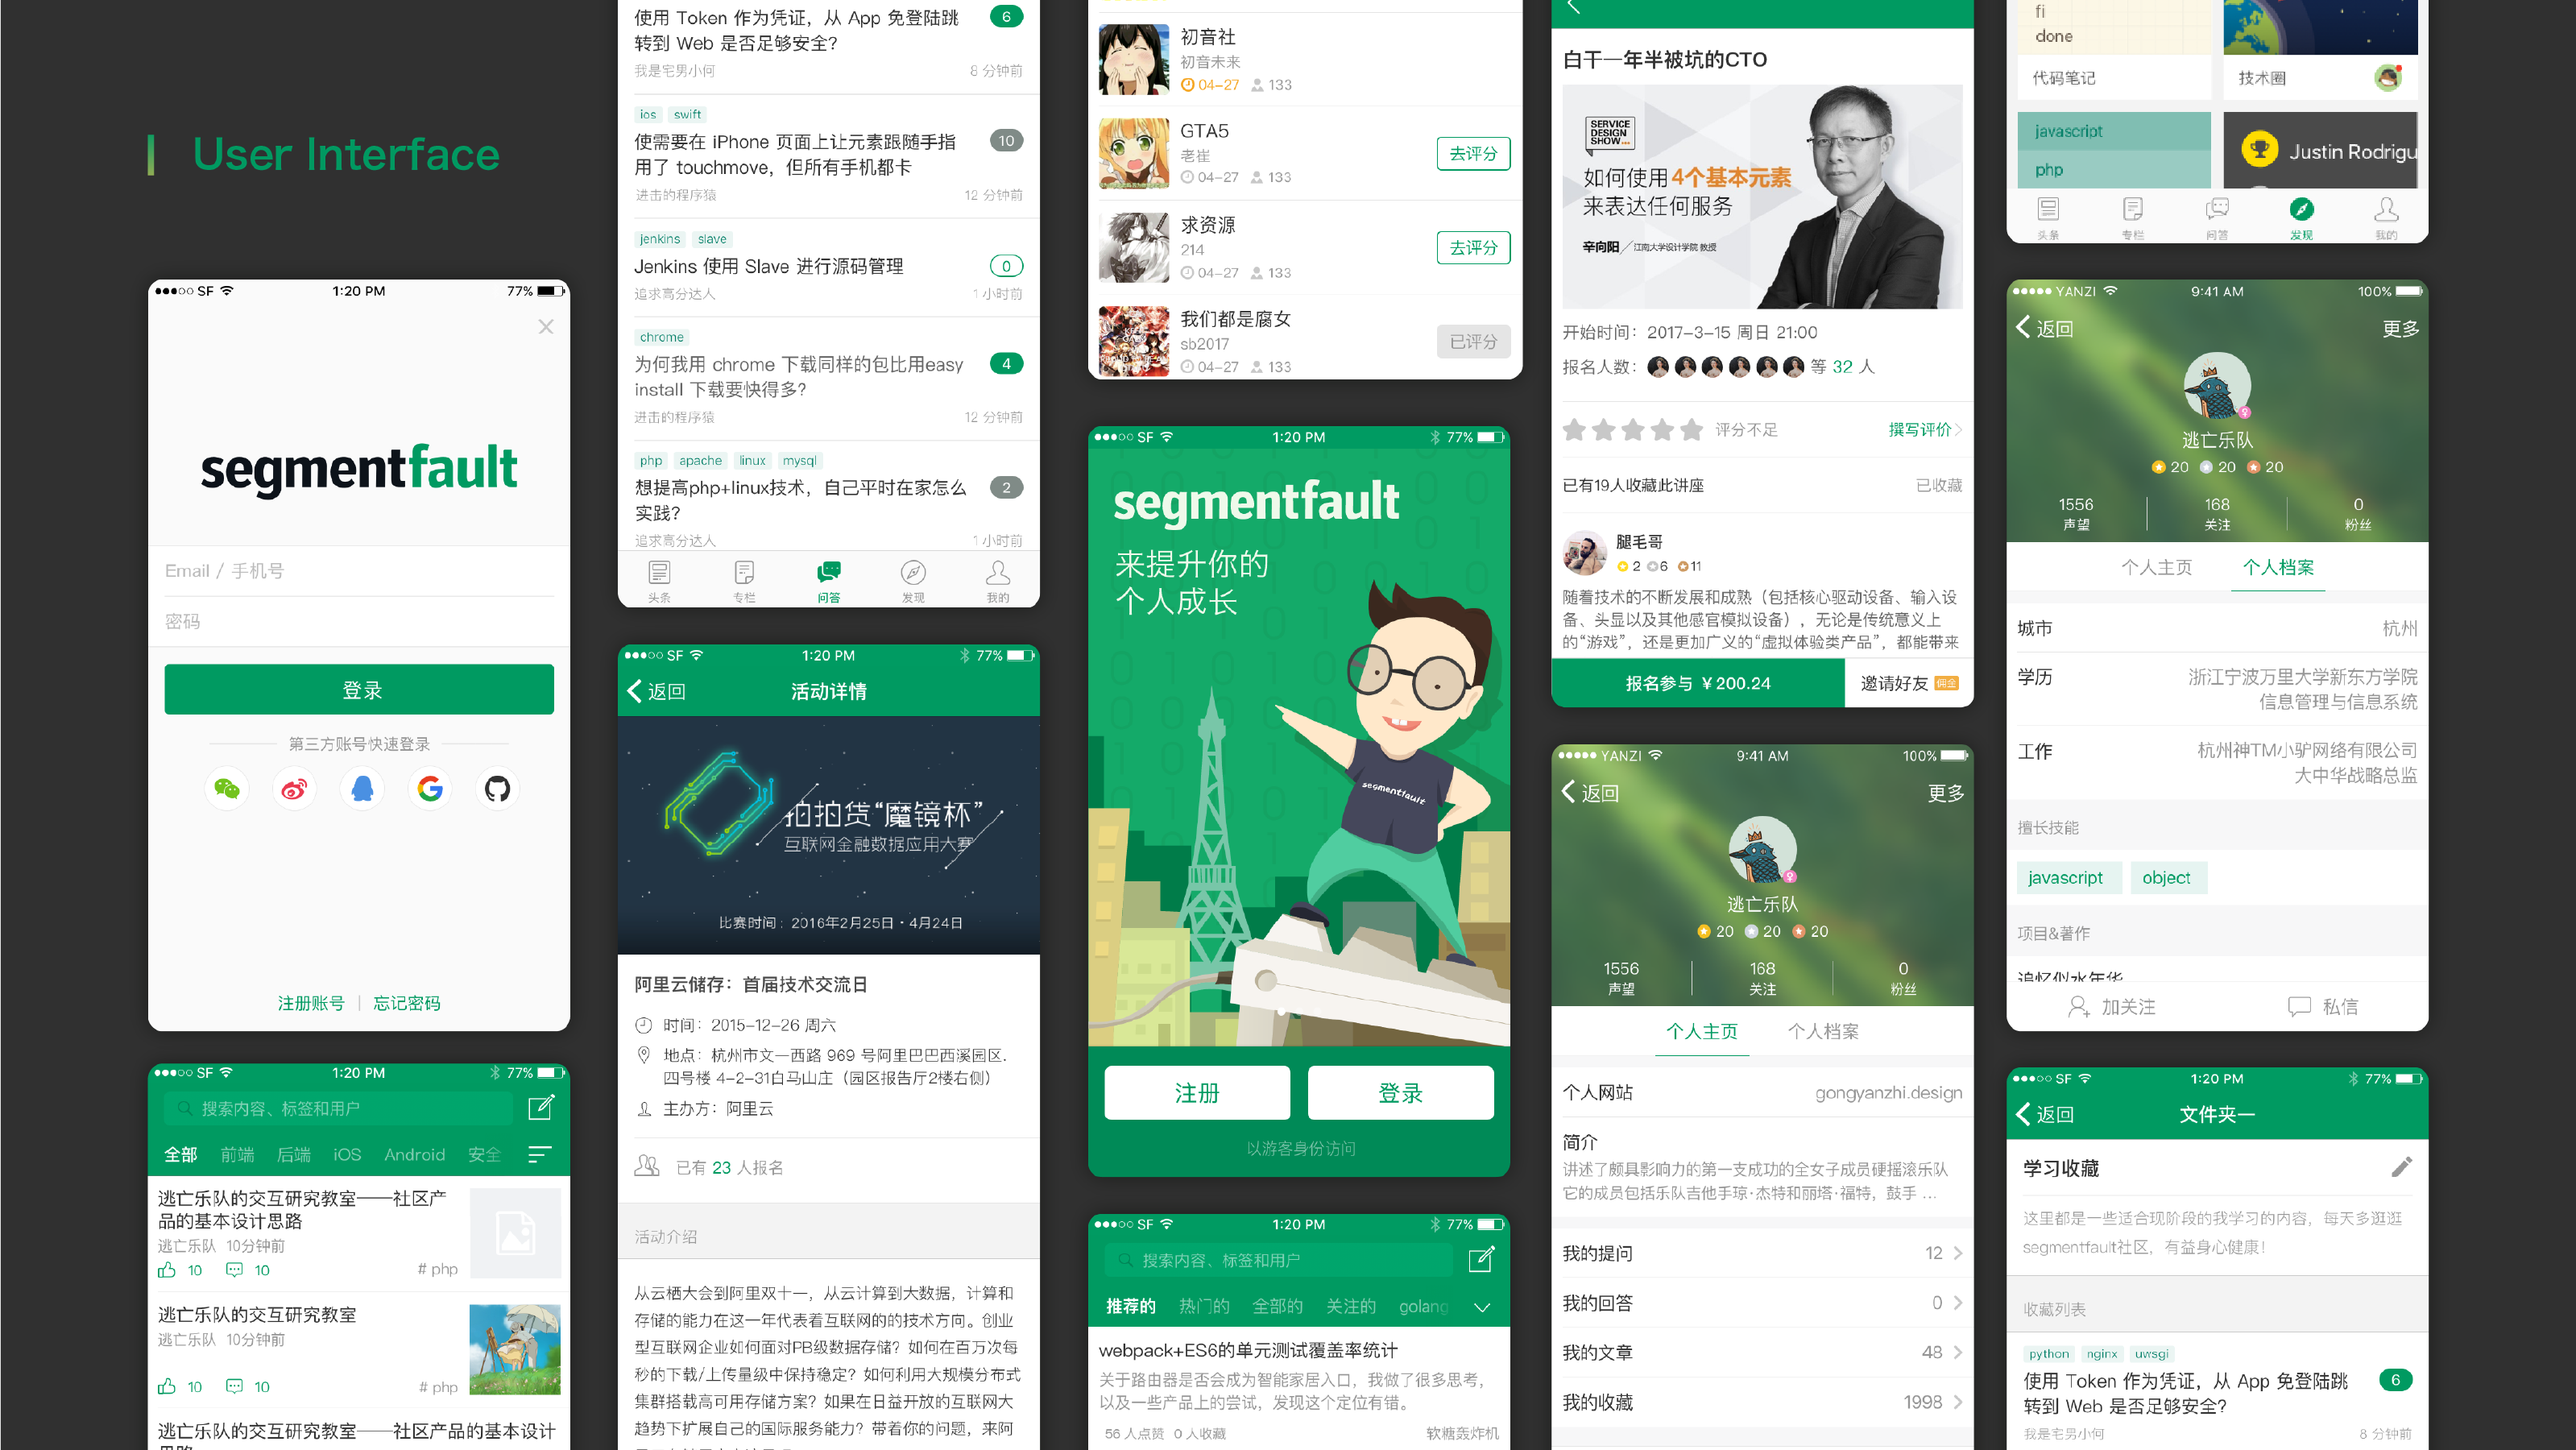 User Interface
●●●○○ SF
1:20 PM
77%
segmentfault
Email / 手机号
密码
登录
第三方账号快速登录
注册账号 | 忘记密码
●●●○○ SF
1:20 PM
77%
搜索内容、标签和用户
全部 前端 后端 iOS Android 安全
逃亡乐队的交互研究教室——社区产
品的基本设计思路
逃亡乐队 10分钟前
10 10 # php
逃亡乐队的交互研究教室
逃亡乐队 10分钟前
10 10 # php
逃亡乐队的交互研究教室——社区产品的基本设计
使用 Token 作为凭证，从 App 免登陆跳
转到 Web 是否足够安全？
6
我是宅男小何 8 分钟前
ios swift
使需要在 iPhone 页面上让元素跟随手指
用了 touchmove，但所有手机都卡
10
进击的程序猿 12 分钟前
jenkins slave
Jenkins 使用 Slave 进行源码管理
0
追求高分达人 1 小时前
chrome
为何我用 chrome 下载同样的包比用easy
install 下载要快得多？
4
进击的程序猿 12 分钟前
php apache linux mysql
想提高php+linux技术，自己平时在家怎么
实践？
2
追求高分达人 1 小时前
头条 专栏 问答 发现 我的
●●●○○ SF
1:20 PM
77%
返回 活动详情
拍拍贷“魔镜杯”
互联网金融数据应用大赛
比赛时间：2016年2月25日・4月24日
阿里云储存：首届技术交流日
时间：2015-12-26 周六
地点：杭州市文一西路 969 号阿里巴巴西溪园区.
四号楼 4-2-31白马山庄（园区报告厅2楼右侧）
主办方：阿里云
已有 23 人报名
活动介绍
从云栖大会到阿里双十一，从云计算到大数据，计算和
存储的能力在这一年代表着互联网的的技术方向。创业
型互联网企业如何面对PB级数据存储？如何在百万次每
秒的下载/上传量级中保持稳定？如何利用大规模分布式
集群搭载高可用存储方案？如果在日益开放的互联网大
趋势下扩展自己的国际服务能力？带着你的问题，来阿
初音社
初音未来
04-27 133
GTA5
老崔
04-27 133
去评分
求资源
214
04-27 133
去评分
我们都是腐女
sb2017
04-27 133
已评分
●●●○○ SF
1:20 PM
77%
segmentfault
来提升你的
个人成长
segmentfault
注册 登录
以游客身份访问
●●●○○ SF
1:20 PM
77%
搜索内容、标签和用户
推荐的 热门的 全部的 关注的 golang
webpack+ES6的单元测试覆盖率统计
关于路由器是否会成为智能家居入口，我做了很多思考，
以及一些产品上的尝试，发现这个定位有错。
56 人点赞 0 人收藏 软糖轰炸机
白干一年半被坑的CTO
SERVICE
DESIGN
SHOW
如何使用4个基本元素
来表达任何服务
辛向阳／江南大学设计学院 教授
开始时间：2017-3-15 周日 21:00
报名人数： 等 32 人
评分不足 撰写评价
已有19人收藏此讲座 已收藏
腿毛哥
2 6 11
随着技术的不断发展和成熟（包括核心驱动设备、输入设
备、头显以及其他感官模拟设备），无论是传统意义上
的“游戏”，还是更加广义的“虚拟体验类产品”，都能带来
报名参与 ￥200.24 邀请好友 佣金
●●●●● YANZI
9:41 AM
100%
返回 更多
逃亡乐队
20 20 20
1556 168 0
声望 关注 粉丝
个人主页 个人档案
个人网站 gongyanzhi.design
简介
讲述了颇具影响力的第一支成功的全女子成员硬摇滚乐队
它的成员包括乐队吉他手琼·杰特和丽塔·福特，鼓手 ...
我的提问 12
我的回答 0
我的文章 48
我的收藏 1998
fi
done
代码笔记 技术圈
javascript
php
Justin Rodrigu
头条 专栏 问答 发现 我的
●●●●● YANZI
9:41 AM
100%
返回 更多
逃亡乐队
20 20 20
1556 168 0
声望 关注 粉丝
个人主页 个人档案
城市 杭州
学历 浙江宁波万里大学新东方学院
信息管理与信息系统
工作 杭州神TM小驴网络有限公司
大中华战略总监
擅长技能
javascript object
项目&著作
追忆似水年华
加关注 私信
●●●○○ SF
1:20 PM
77%
返回 文件夹一
学习收藏
这里都是一些适合现阶段的我学习的内容，每天多逛逛
segmentfault社区，有益身心健康！
收藏列表
python nginx uwsgi
使用 Token 作为凭证，从 App 免登陆跳
转到 Web 是否足够安全？
6
我是宅男小何 8 分钟前